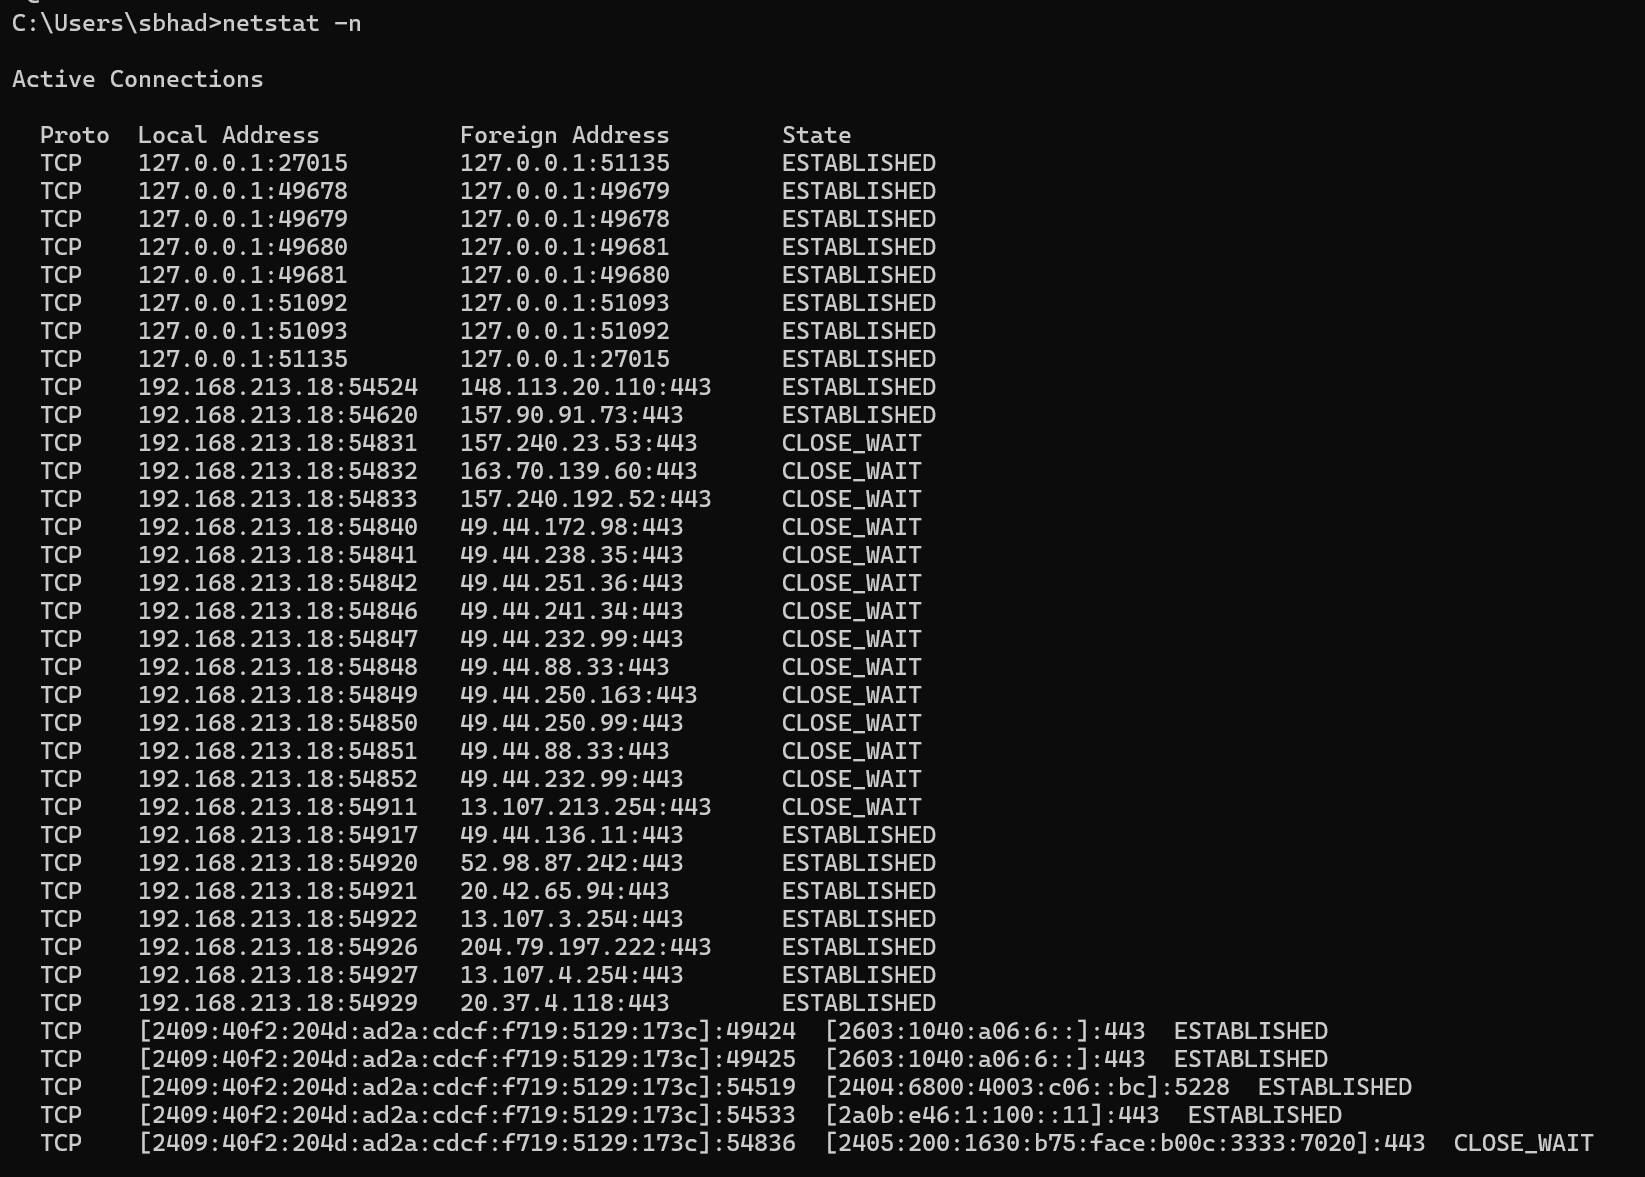 C:\Users\sbhad>netstat -n
Active Connections
Proto  Local Address          Foreign Address        State
TCP    127.0.0.1:27015        127.0.0.1:51135        ESTABLISHED
TCP    127.0.0.1:49678        127.0.0.1:49679        ESTABLISHED
TCP    127.0.0.1:49679        127.0.0.1:49678        ESTABLISHED
TCP    127.0.0.1:49680        127.0.0.1:49681        ESTABLISHED
TCP    127.0.0.1:49681        127.0.0.1:49680        ESTABLISHED
TCP    127.0.0.1:51092        127.0.0.1:51093        ESTABLISHED
TCP    127.0.0.1:51093        127.0.0.1:51092        ESTABLISHED
TCP    127.0.0.1:51135        127.0.0.1:27015        ESTABLISHED
TCP    192.168.213.18:54524   148.113.20.110:443     ESTABLISHED
TCP    192.168.213.18:54620   157.90.91.73:443       ESTABLISHED
TCP    192.168.213.18:54831   157.240.23.53:443      CLOSE_WAIT
TCP    192.168.213.18:54832   163.70.139.60:443      CLOSE_WAIT
TCP    192.168.213.18:54833   157.240.192.52:443     CLOSE_WAIT
TCP    192.168.213.18:54840   49.44.172.98:443       CLOSE_WAIT
TCP    192.168.213.18:54841   49.44.238.35:443       CLOSE_WAIT
TCP    192.168.213.18:54842   49.44.251.36:443       CLOSE_WAIT
TCP    192.168.213.18:54846   49.44.241.34:443       CLOSE_WAIT
TCP    192.168.213.18:54847   49.44.232.99:443       CLOSE_WAIT
TCP    192.168.213.18:54848   49.44.88.33:443        CLOSE_WAIT
TCP    192.168.213.18:54849   49.44.250.163:443      CLOSE_WAIT
TCP    192.168.213.18:54850   49.44.250.99:443       CLOSE_WAIT
TCP    192.168.213.18:54851   49.44.88.33:443        CLOSE_WAIT
TCP    192.168.213.18:54852   49.44.232.99:443       CLOSE_WAIT
TCP    192.168.213.18:54911   13.107.213.254:443     CLOSE_WAIT
TCP    192.168.213.18:54917   49.44.136.11:443       ESTABLISHED
TCP    192.168.213.18:54920   52.98.87.242:443       ESTABLISHED
TCP    192.168.213.18:54921   20.42.65.94:443        ESTABLISHED
TCP    192.168.213.18:54922   13.107.3.254:443       ESTABLISHED
TCP    192.168.213.18:54926   204.79.197.222:443     ESTABLISHED
TCP    192.168.213.18:54927   13.107.4.254:443       ESTABLISHED
TCP    192.168.213.18:54929   20.37.4.118:443        ESTABLISHED
TCP    [2409:40f2:204d:ad2a:cdcf:f719:5129:173c]:49424  [2603:1040:a06:6::]:443  ESTABLISHED
TCP    [2409:40f2:204d:ad2a:cdcf:f719:5129:173c]:49425  [2603:1040:a06:6::]:443  ESTABLISHED
TCP    [2409:40f2:204d:ad2a:cdcf:f719:5129:173c]:54519  [2404:6800:4003:c06::bc]:5228  ESTABLISHED
TCP    [2409:40f2:204d:ad2a:cdcf:f719:5129:173c]:54533  [2a0b:e46:1:100::11]:443  ESTABLISHED
TCP    [2409:40f2:204d:ad2a:cdcf:f719:5129:173c]:54836  [2405:200:1630:b75:face:b00c:3333:7020]:443  CLOSE_WAIT